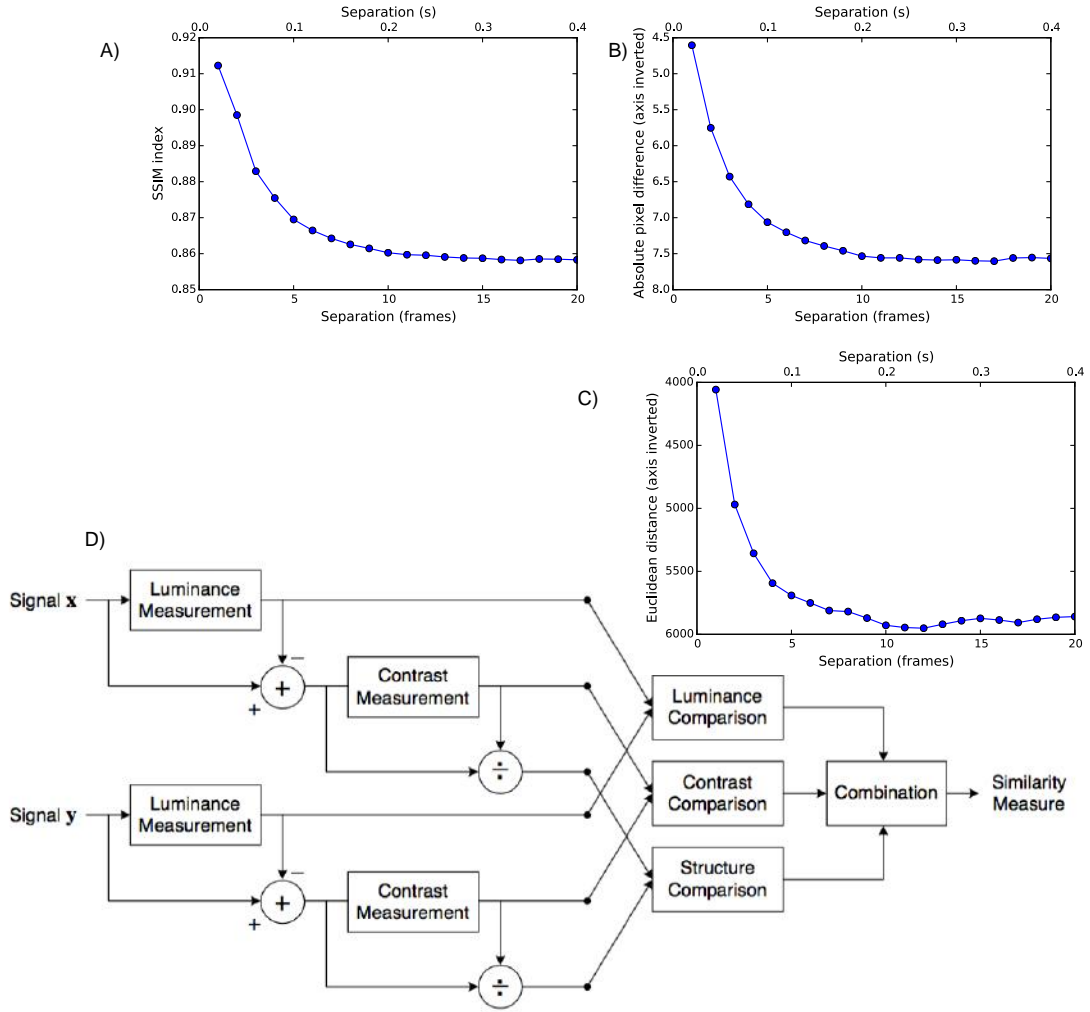 A)
Separation (s)
0.0 0.1 0.2 0.3 0.4
SSIM index
0.92
0.91
0.90
0.89
0.88
0.87
0.86
0.85
0 5 10 15 20
Separation (frames)
B)
Separation (s)
0.0 0.1 0.2 0.3 0.4
Absolute pixel difference (axis inverted)
4.5
5.0
5.5
6.0
6.5
7.0
7.5
8.0
0 5 10 15 20
Separation (frames)
C)
Separation (s)
0.0 0.1 0.2 0.3 0.4
Euclidean distance (axis inverted)
4000
4500
5000
5500
6000
0 5 10 15 20
Separation (frames)
D)
Signal x
Luminance
Measurement
−
+
+
Contrast
Measurement
÷
Signal y
Luminance
Measurement
−
+
+
Contrast
Measurement
÷
Luminance
Comparison
Contrast
Comparison
Structure
Comparison
Combination
Similarity
Measure